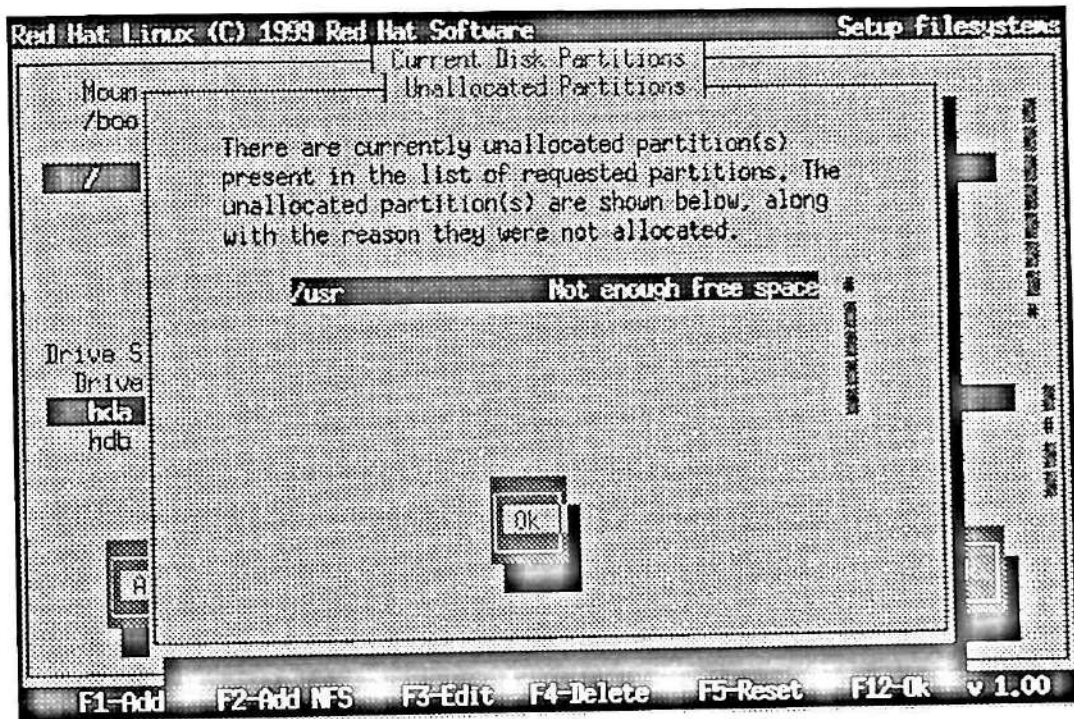 Red Hat Linux (C) 1999 Red Hat Software Setup filesystems
Current Disk Partitions
Unallocated Partitions
Moun
/boo
/
There are currently unallocated partition(s)
present in the list of requested partitions. The
unallocated partition(s) are shown below, along
with the reason they were not allocated.
/usr Not enough free space #
#
Drive S
Drive
hda
hdb
#
Ok
A
F1-Add F2-Add NFS F3-Edit F4-Delete F5-Reset F12-Ok v 1.00